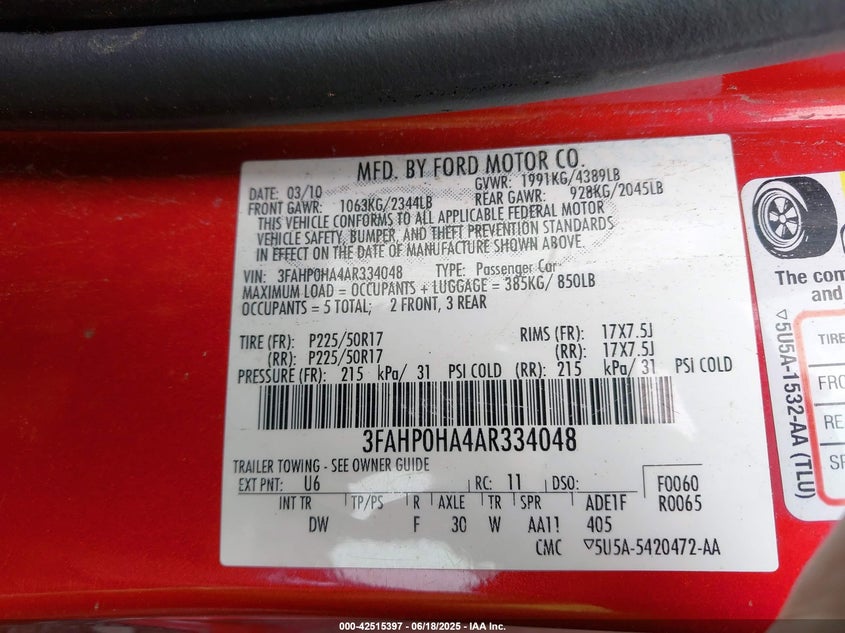 MFD. BY FORD MOTOR CO.
DATE: 03/10 GVWR: 1991KG/4389LB
FRONT GAWR: 1063KG/2344LB REAR GAWR: 928KG/2045LB
THIS VEHICLE CONFORMS TO ALL APPLICABLE FEDERAL MOTOR
VEHICLE SAFETY, BUMPER, AND THEFT PREVENTION STANDARDS
IN EFFECT ON THE DATE OF MANUFACTURE SHOWN ABOVE.
VIN: 3FAHP0HA4AR334048 TYPE: Passenger Car
MAXIMUM LOAD = OCCUPANTS + LUGGAGE = 385KG/ 850LB
OCCUPANTS = 5 TOTAL; 2 FRONT, 3 REAR
TIRE (FR): P225/50R17 RIMS (FR): 17X7.5J
(RR): P225/50R17 (RR): 17X7.5J
PRESSURE (FR): 215 kPa/ 31 PSI COLD (RR): 215 kPa/ 31 PSI COLD
3FAHP0HA4AR334048
TRAILER TOWING - SEE OWNER GUIDE
EXT PNT: U6 RC: 11 DSO: F0060
INT TR TP/PS R AXLE TR SPR ADE1F R0065
DW F 30 W AA11 405
CMC ▽5U5A-5420472-AA
The com
and
▽5U5A-1532-AA (TLU)
TIRE
FRO
RE
SP
000-42515397 - 06/18/2025 - IAA Inc.